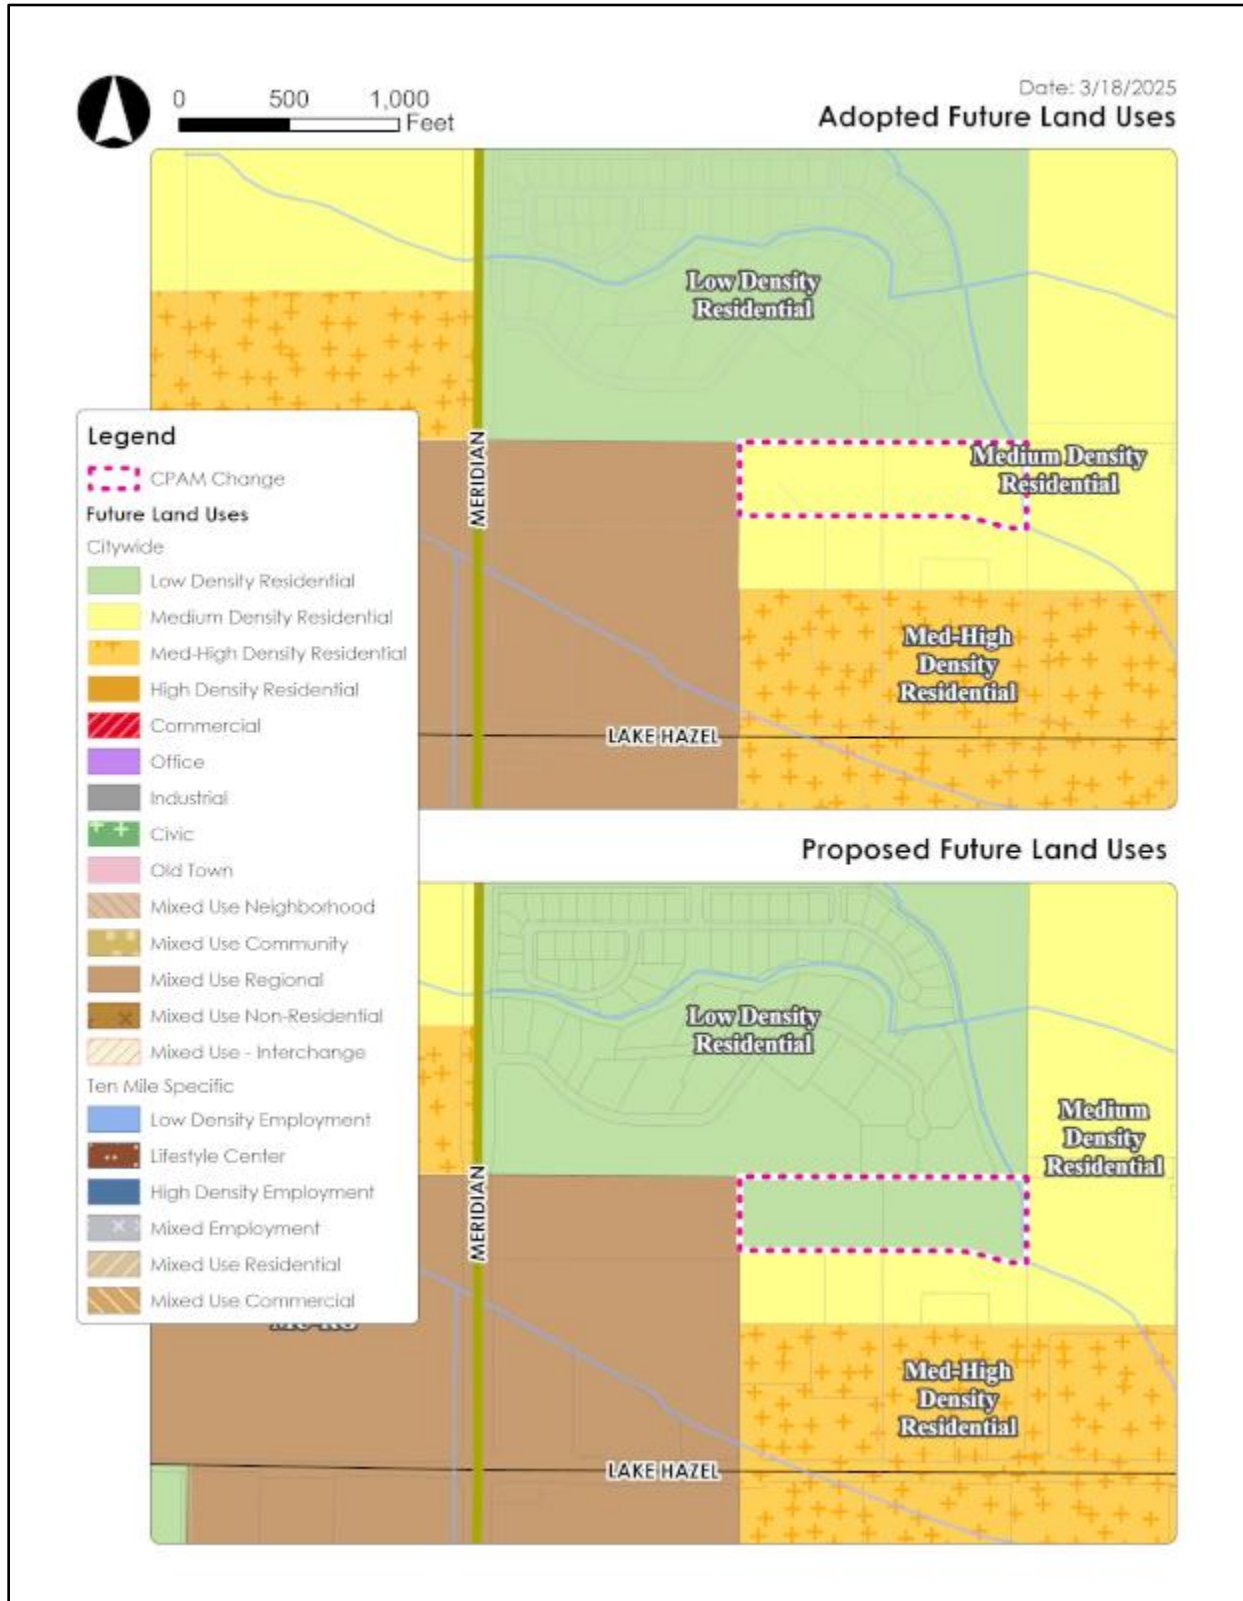 Date: 3/18/2025
0 500 1,000
Feet
Adopted Future Land Uses
Low Density
Residential
MERIDIAN
Medium Density
Residential
Med-High
Density
Residential
LAKE HAZEL
Legend
CPAM Change
Future Land Uses
Citywide
Low Density Residential
Medium Density Residential
Med-High Density Residential
High Density Residential
Commercial
Office
Industrial
Civic
Old Town
Mixed Use Neighborhood
Mixed Use Community
Mixed Use Regional
Mixed Use Non-Residential
Mixed Use - Interchange
Ten Mile Specific
Low Density Employment
Lifestyle Center
High Density Employment
Mixed Employment
Mixed Use Residential
Mixed Use Commercial
Proposed Future Land Uses
Low Density
Residential
Medium
Density
Residential
MERIDIAN
Med-High
Density
Residential
LAKE HAZEL